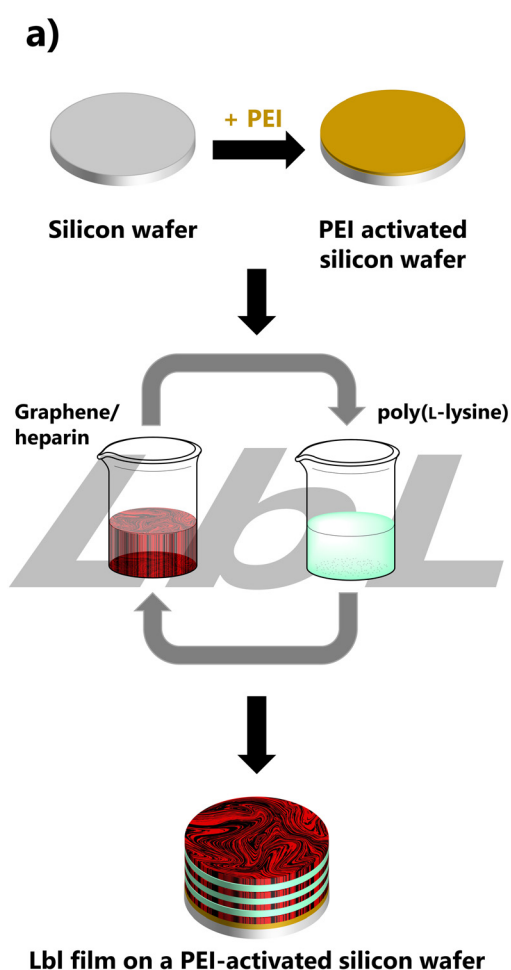 a)
+ PEI
Silicon wafer
PEI activated
silicon wafer
Graphene/
heparin
poly(L-lysine)
LbL
Lbl film on a PEI-activated silicon wafer